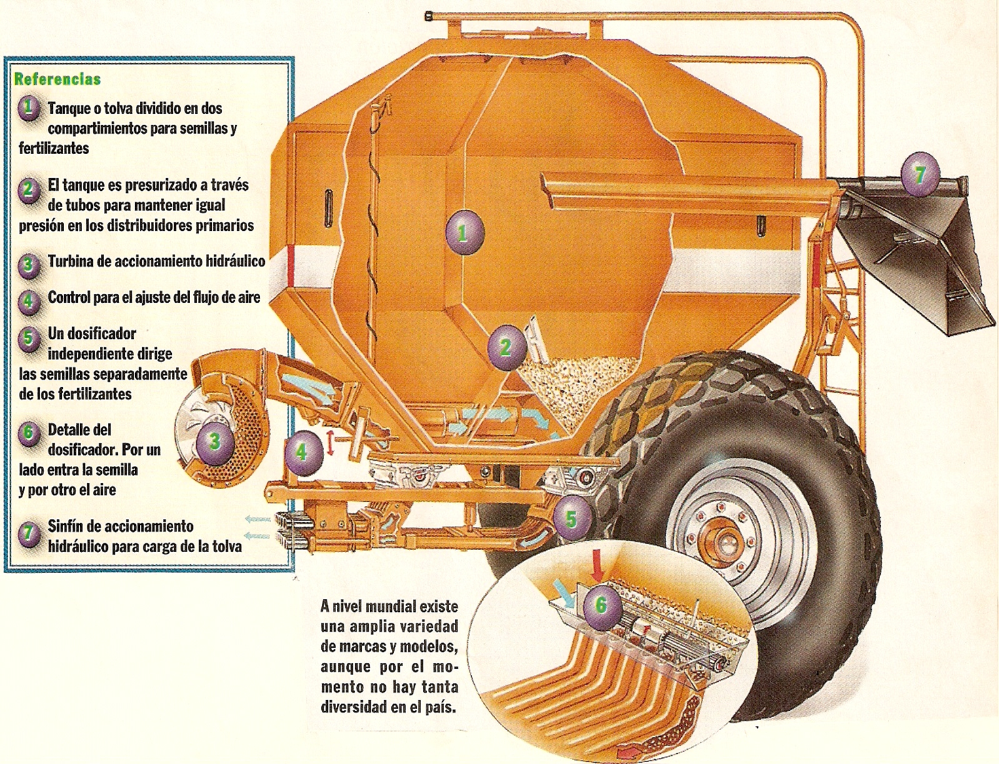 Referencias
1 Tanque o tolva dividido en dos
compartimientos para semillas y
fertilizantes
2 El tanque es presurizado a través
de tubos para mantener igual
presión en los distribuidores primarios
3 Turbina de accionamiento hidráulico
4 Control para el ajuste del flujo de aire
5 Un dosificador
independiente dirige
las semillas separadamente
de los fertilizantes
6 Detalle del
dosificador. Por un
lado entra la semilla
y por otro el aire
7 Sinfín de accionamiento
hidráulico para carga de la tolva
7
1
2
3
4
5
6
A nivel mundial existe
una amplia variedad
de marcas y modelos,
aunque por el mo-
mento no hay tanta
diversidad en el país.